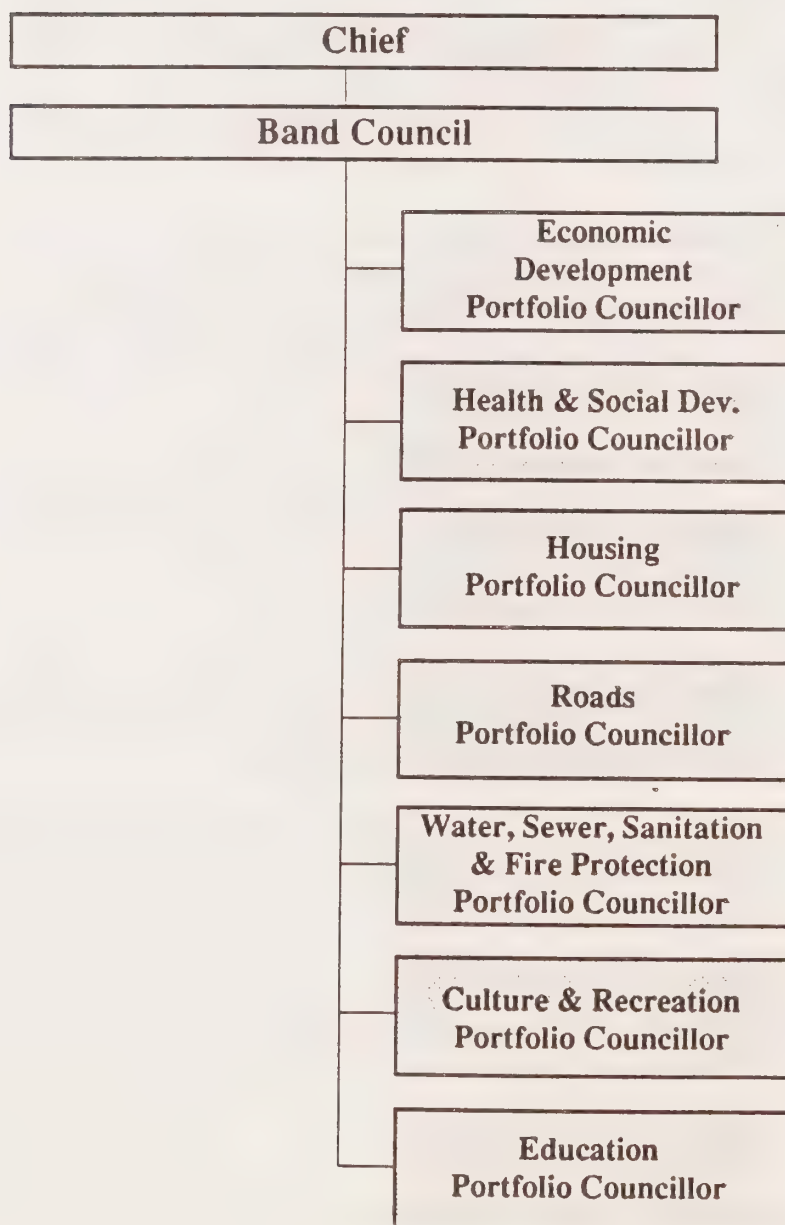 Chief
Band Council
Economic
Development
Portfolio Councillor
Health & Social Dev.
Portfolio Councillor
Housing
Portfolio Councillor
Roads
Portfolio Councillor
Water, Sewer, Sanitation
& Fire Protection
Portfolio Councillor
Culture & Recreation
Portfolio Councillor
Education
Portfolio Councillor